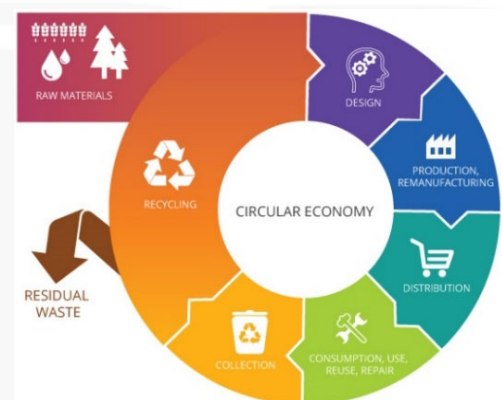 RAW MATERIALS
DESIGN
PRODUCTION,
REMANUFACTURING
RECYCLING
CIRCULAR ECONOMY
DISTRIBUTION
RESIDUAL
WASTE
COLLECTION
CONSUMPTION, USE,
REUSE, REPAIR